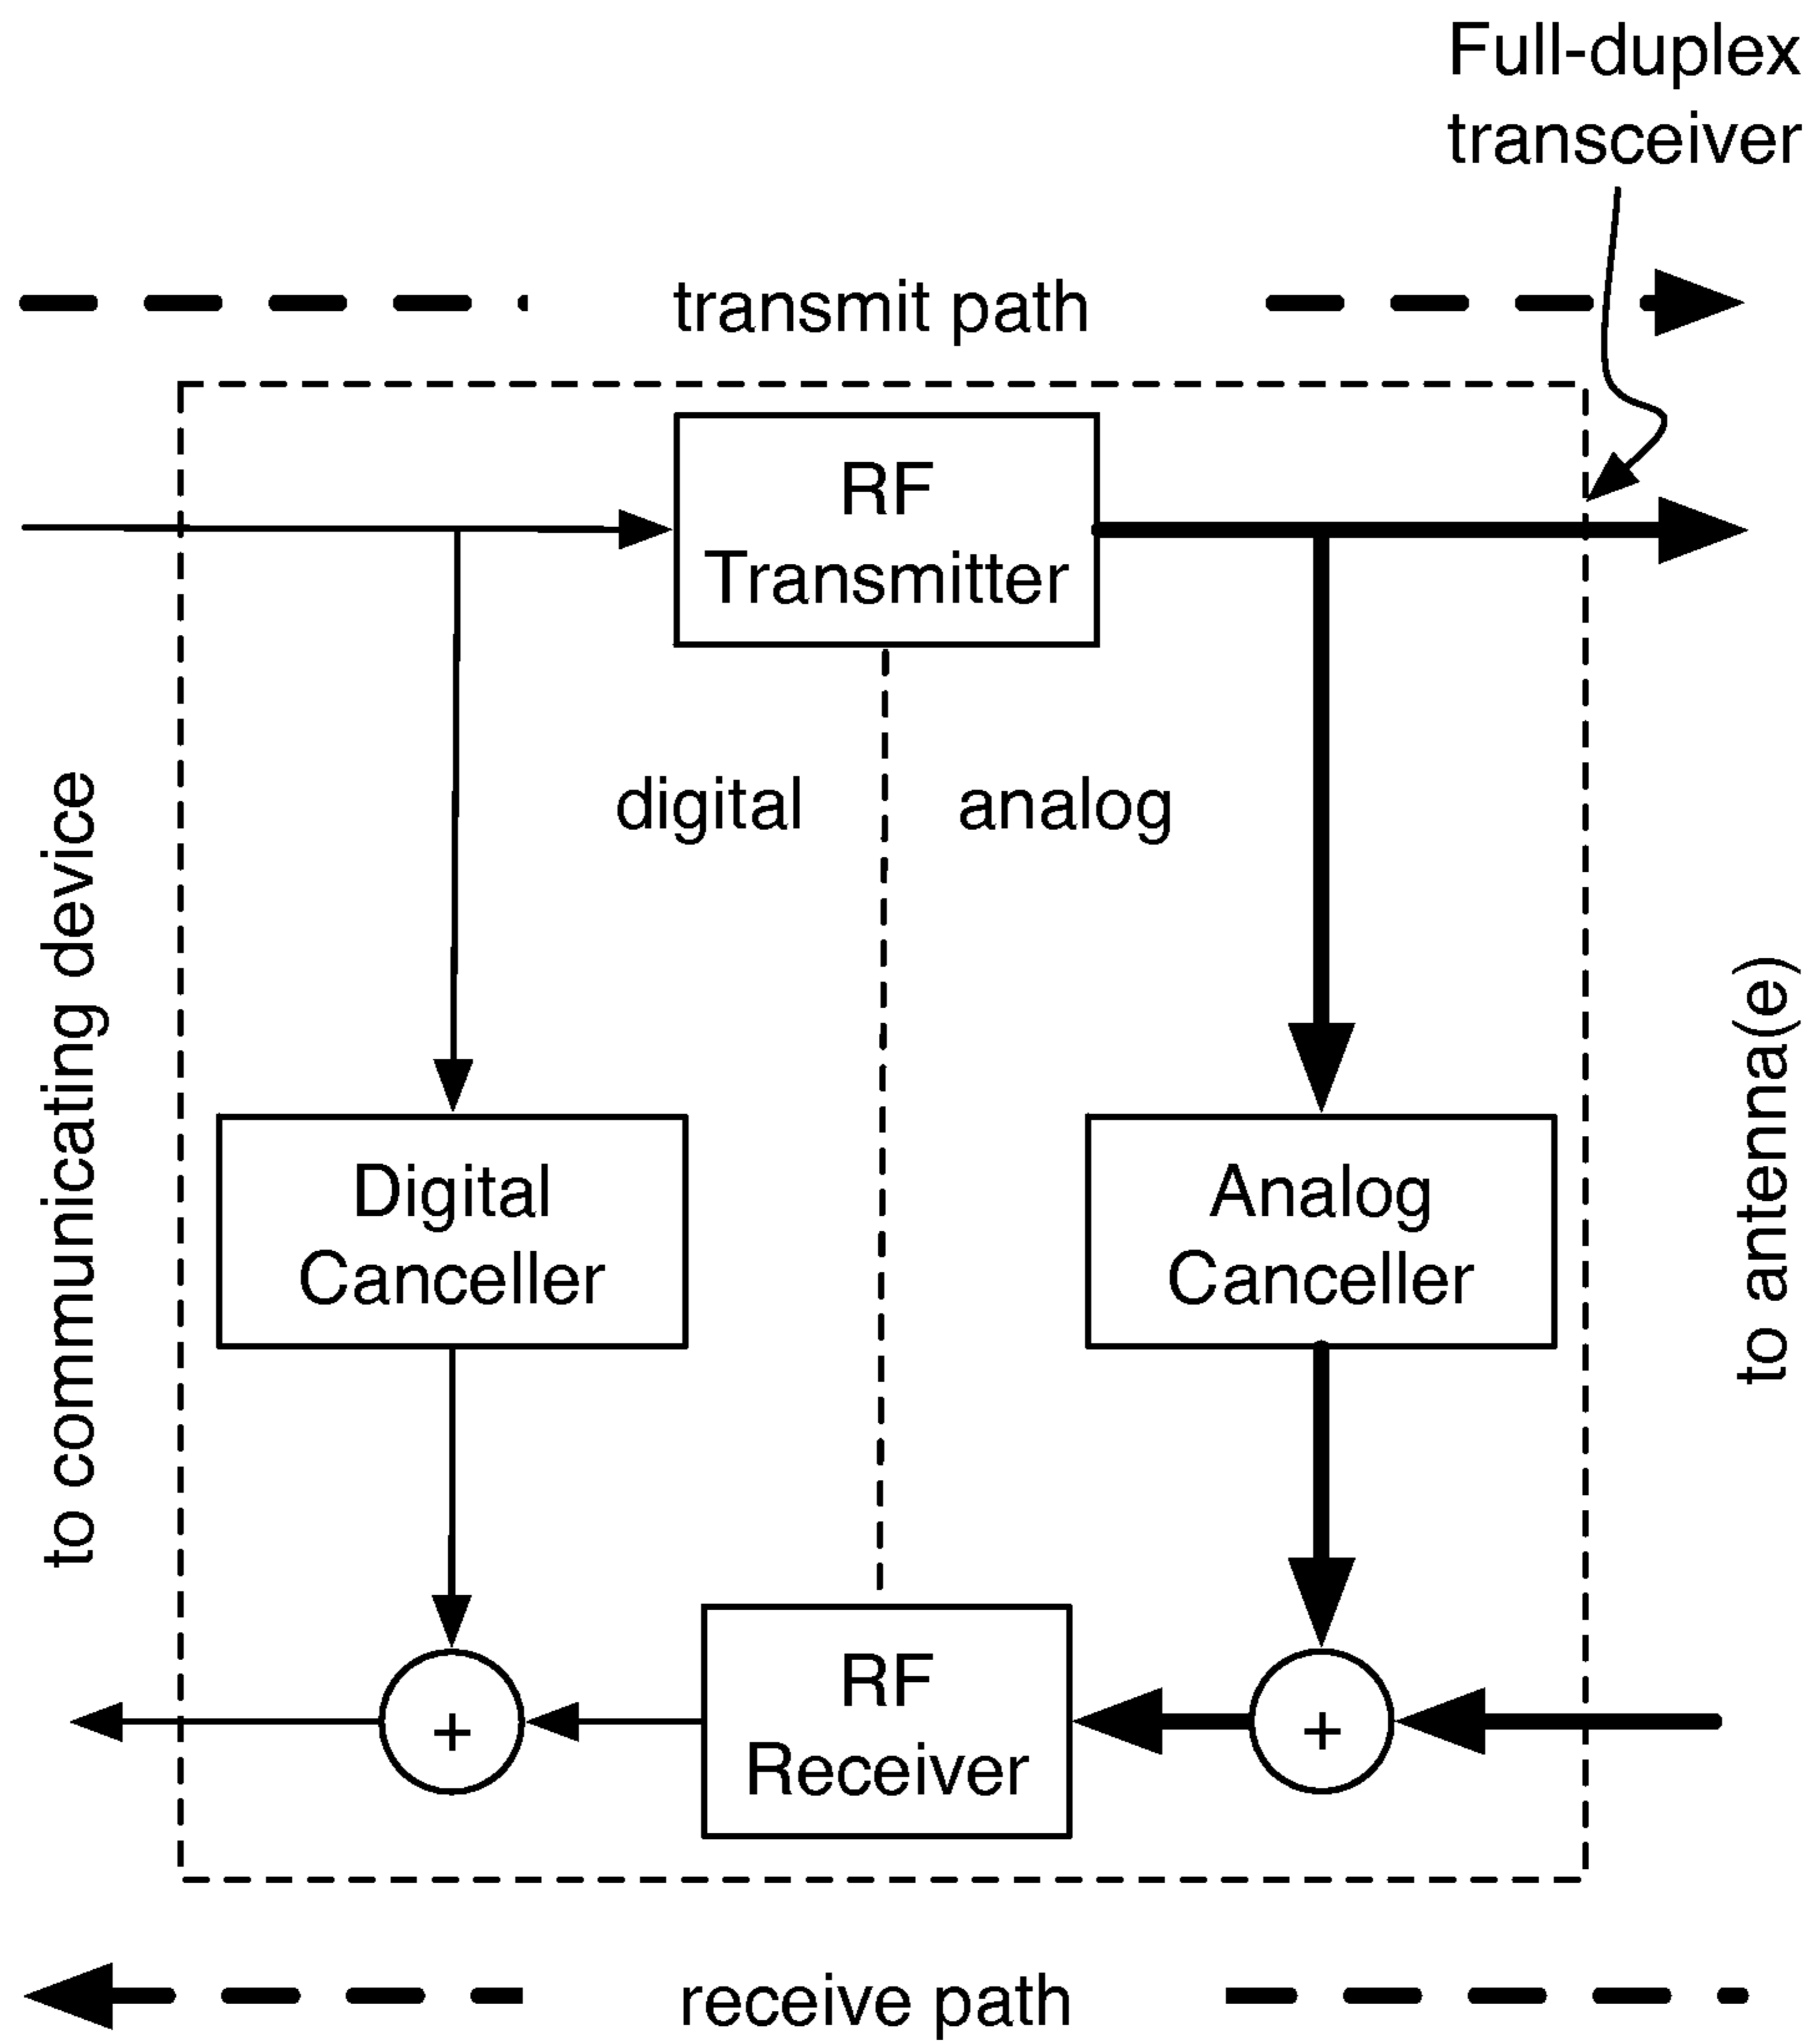 Full-duplex
transceiver
transmit path
RF
Transmitter
digital
analog
to communicating device
to antenna(e)
Digital
Canceller
Analog
Canceller
+
RF
Receiver
+
receive path